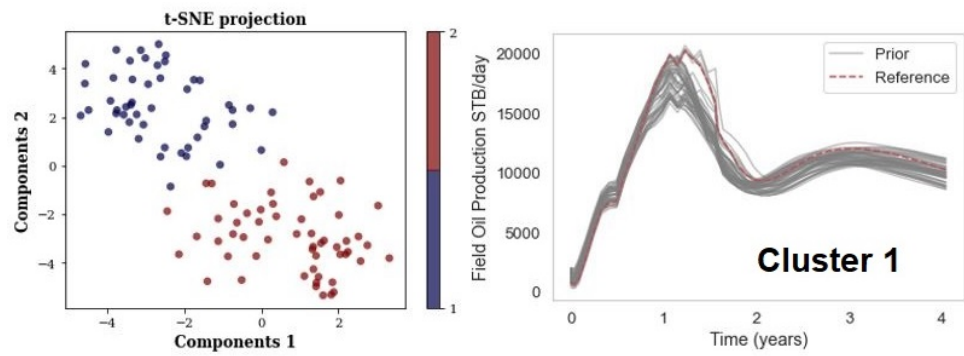 t-SNE projection
4
2
0
−2
−4
Components 2
−4
−2
0
2
Components 1
2
1
20000
15000
10000
5000
0
Field Oil Production STB/day
Prior
Reference
Cluster 1
0
1
2
3
4
Time (years)